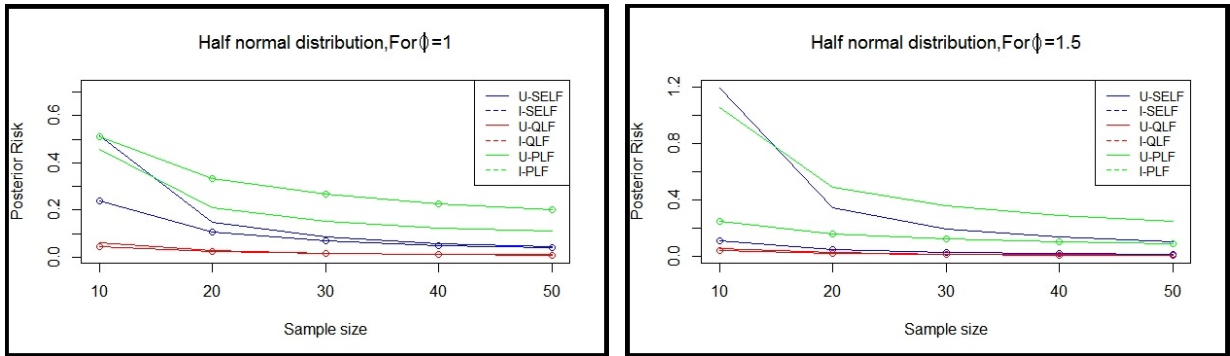 Half normal distribution,For ϕ=1
Posterior Risk
0.0 0.2 0.4 0.6
U-SELF
I-SELF
U-QLF
I-QLF
U-PLF
I-PLF
10 20 30 40 50
Sample size
Half normal distribution,For ϕ=1.5
Posterior Risk
0.0 0.4 0.8 1.2
U-SELF
I-SELF
U-QLF
I-QLF
U-PLF
I-PLF
10 20 30 40 50
Sample size